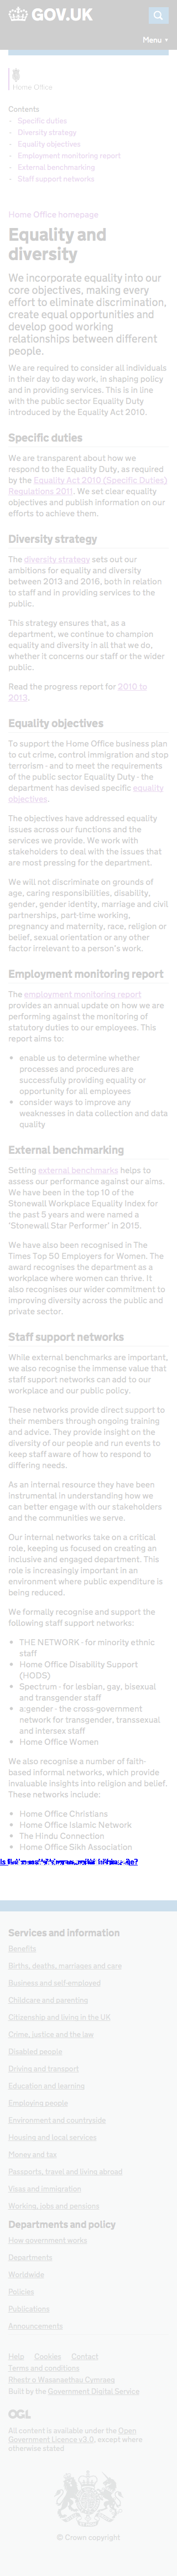 GOV.UK
Menu
Home Office
Contents
- Specific duties
- Diversity strategy
- Equality objectives
- Employment monitoring report
- External benchmarking
- Staff support networks
Home Office homepage
Equality and
diversity
We incorporate equality into our
core objectives, making every
effort to eliminate discrimination,
create equal opportunities and
develop good working
relationships between different
people.
We are required to consider all individuals
in their day to day work, in shaping policy
and in providing services. This is in line
with the public sector Equality Duty
introduced by the Equality Act 2010.
Specific duties
We are transparent about how we
respond to the Equality Duty, as required
by the Equality Act 2010 (Specific Duties)
Regulations 2011. We set clear equality
objectives and publish information on our
efforts to achieve them.
Diversity strategy
The diversity strategy sets out our
ambitions for equality and diversity
between 2013 and 2016, both in relation
to staff and in providing services to the
public.
This strategy ensures that, as a
department, we continue to champion
equality and diversity in all that we do,
whether it concerns our staff or the wider
public.
Read the progress report for 2010 to
2013.
Equality objectives
To support the Home Office business plan
to cut crime, control immigration and stop
terrorism - and to meet the requirements
of the public sector Equality Duty - the
department has devised specific equality
objectives.
The objectives have addressed equality
issues across our functions and the
services we provide. We work with
stakeholders to deal with the issues that
are most pressing for the department.
We will not discriminate on grounds of
age, caring responsibilities, disability,
gender, gender identity, marriage and civil
partnerships, part-time working,
pregnancy and maternity, race, religion or
belief, sexual orientation or any other
factor irrelevant to a person's work.
Employment monitoring report
The employment monitoring report
provides an annual update on how we are
performing against the monitoring of
statutory duties to our employees. This
report aims to:
• enable us to determine whether
processes and procedures are
successfully providing equality or
opportunity for all employees
• consider ways to improve any
weaknesses in data collection and data
quality
External benchmarking
Setting external benchmarks helps to
assess our performance against our aims.
We have been in the top 10 of the
Stonewall Workplace Equality Index for
the past 5 years and were named a
'Stonewall Star Performer' in 2015.
We have also been recognised in The
Times Top 50 Employers for Women. The
award recognises the department as a
workplace where women can thrive. It
also recognises our wider commitment to
improving diversity across the public and
private sector.
Staff support networks
While external benchmarks are important,
we also recognise the immense value that
staff support networks can add to our
workplace and our public policy.
These networks provide direct support to
their members through ongoing training
and advice. They provide insight on the
diversity of our people and run events to
keep staff aware of how to respond to
differing needs.
As an internal resource they have been
instrumental in understanding how we
can better engage with our stakeholders
and the communities we serve.
Our internal networks take on a critical
role, keeping us focused on creating an
inclusive and engaged department. This
role is increasingly important in an
environment where public expenditure is
being reduced.
We formally recognise and support the
following staff support networks:
• THE NETWORK - for minority ethnic
staff
• Home Office Disability Support
(HODS)
• Spectrum - for lesbian, gay, bisexual
and transgender staff
• a:gender - the cross-government
network for transgender, transsexual
and intersex staff
• Home Office Women
We also recognise a number of faith-
based informal networks, which provide
invaluable insight into religion and belief.
These networks include:
• Home Office Christians
• Home Office Islamic Network
• The Hindu Connection
• Home Office Sikh Association
Services and information
Benefits
Births, deaths, marriages and care
Business and self-employed
Childcare and parenting
Citizenship and living in the UK
Crime, justice and the law
Disabled people
Driving and transport
Education and learning
Employing people
Environment and countryside
Housing and local services
Money and tax
Passports, travel and living abroad
Visas and immigration
Working, jobs and pensions
Departments and policy
How government works
Departments
Worldwide
Policies
Publications
Announcements
Help Cookies Contact
Terms and conditions
Rhestr o Wasanaethau Cymraeg
Built by the Government Digital Service
OGL
All content is available under the Open
Government Licence v3.0, except where
otherwise stated
© Crown copyright